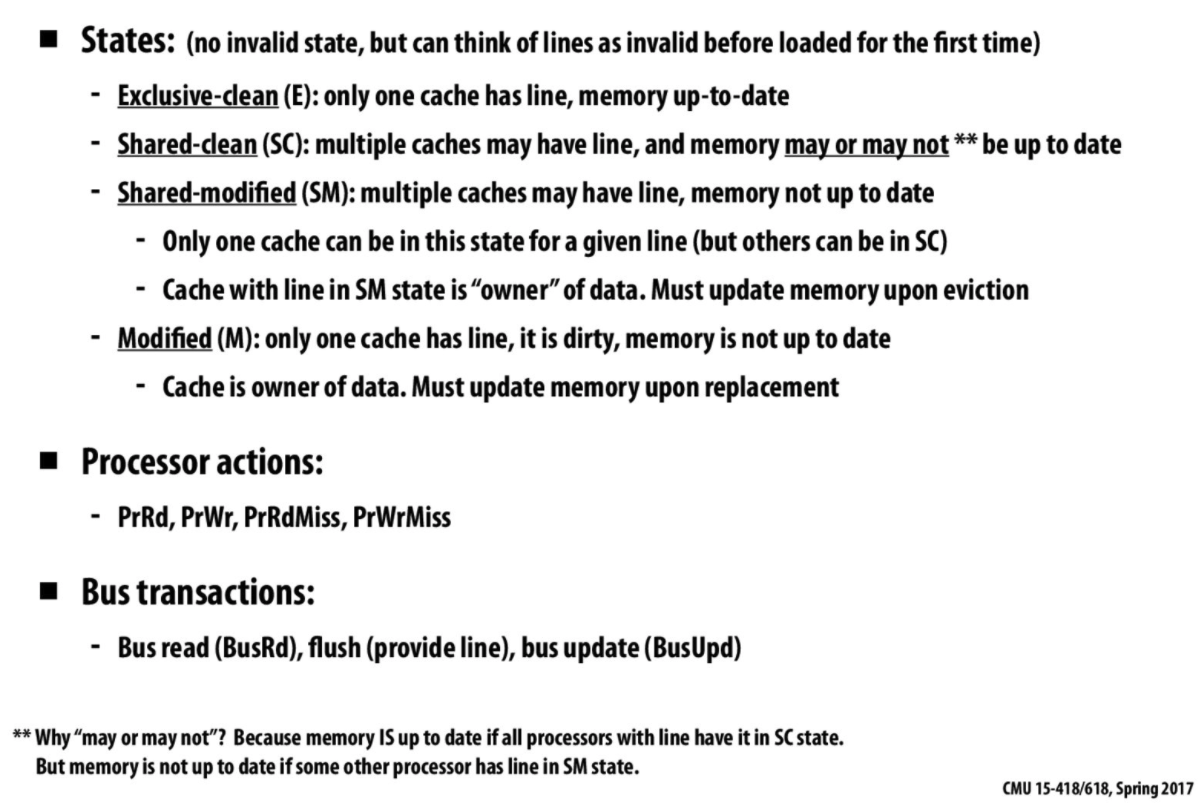 ■ States: (no invalid state, but can think of lines as invalid before loaded for the first time)
- Exclusive-clean (E): only one cache has line, memory up-to-date
- Shared-clean (SC): multiple caches may have line, and memory may or may not ** be up to date
- Shared-modified (SM): multiple caches may have line, memory not up to date
- Only one cache can be in this state for a given line (but others can be in SC)
- Cache with line in SM state is “owner” of data. Must update memory upon eviction
- Modified (M): only one cache has line, it is dirty, memory is not up to date
- Cache is owner of data. Must update memory upon replacement
■ Processor actions:
- PrRd, PrWr, PrRdMiss, PrWrMiss
■ Bus transactions:
- Bus read (BusRd), flush (provide line), bus update (BusUpd)
** Why “may or may not”? Because memory IS up to date if all processors with line have it in SC state.
But memory is not up to date if some other processor has line in SM state.
CMU 15-418/618, Spring 2017